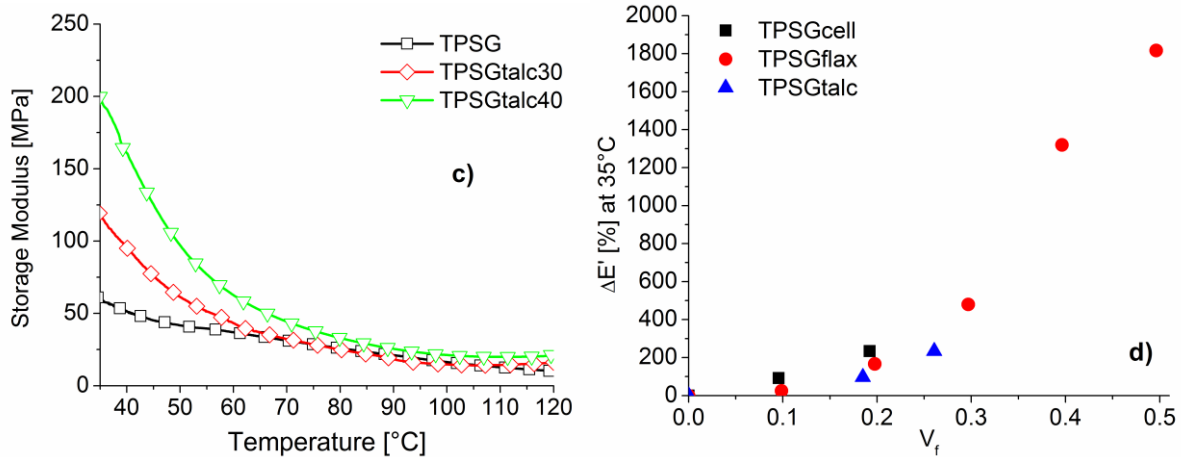 250
200
150
100
50
0
Storage Modulus [MPa]
TPSG
TPSGtalc30
TPSGtalc40
c)
40 50 60 70 80 90 100 110 120
Temperature [°C]
2000
1800
1600
1400
1200
1000
800
600
400
200
0
ΔE' [%] at 35°C
TPSGcell
TPSGflax
TPSGtalc
d)
0.0 0.1 0.2 0.3 0.4 0.5
Vf